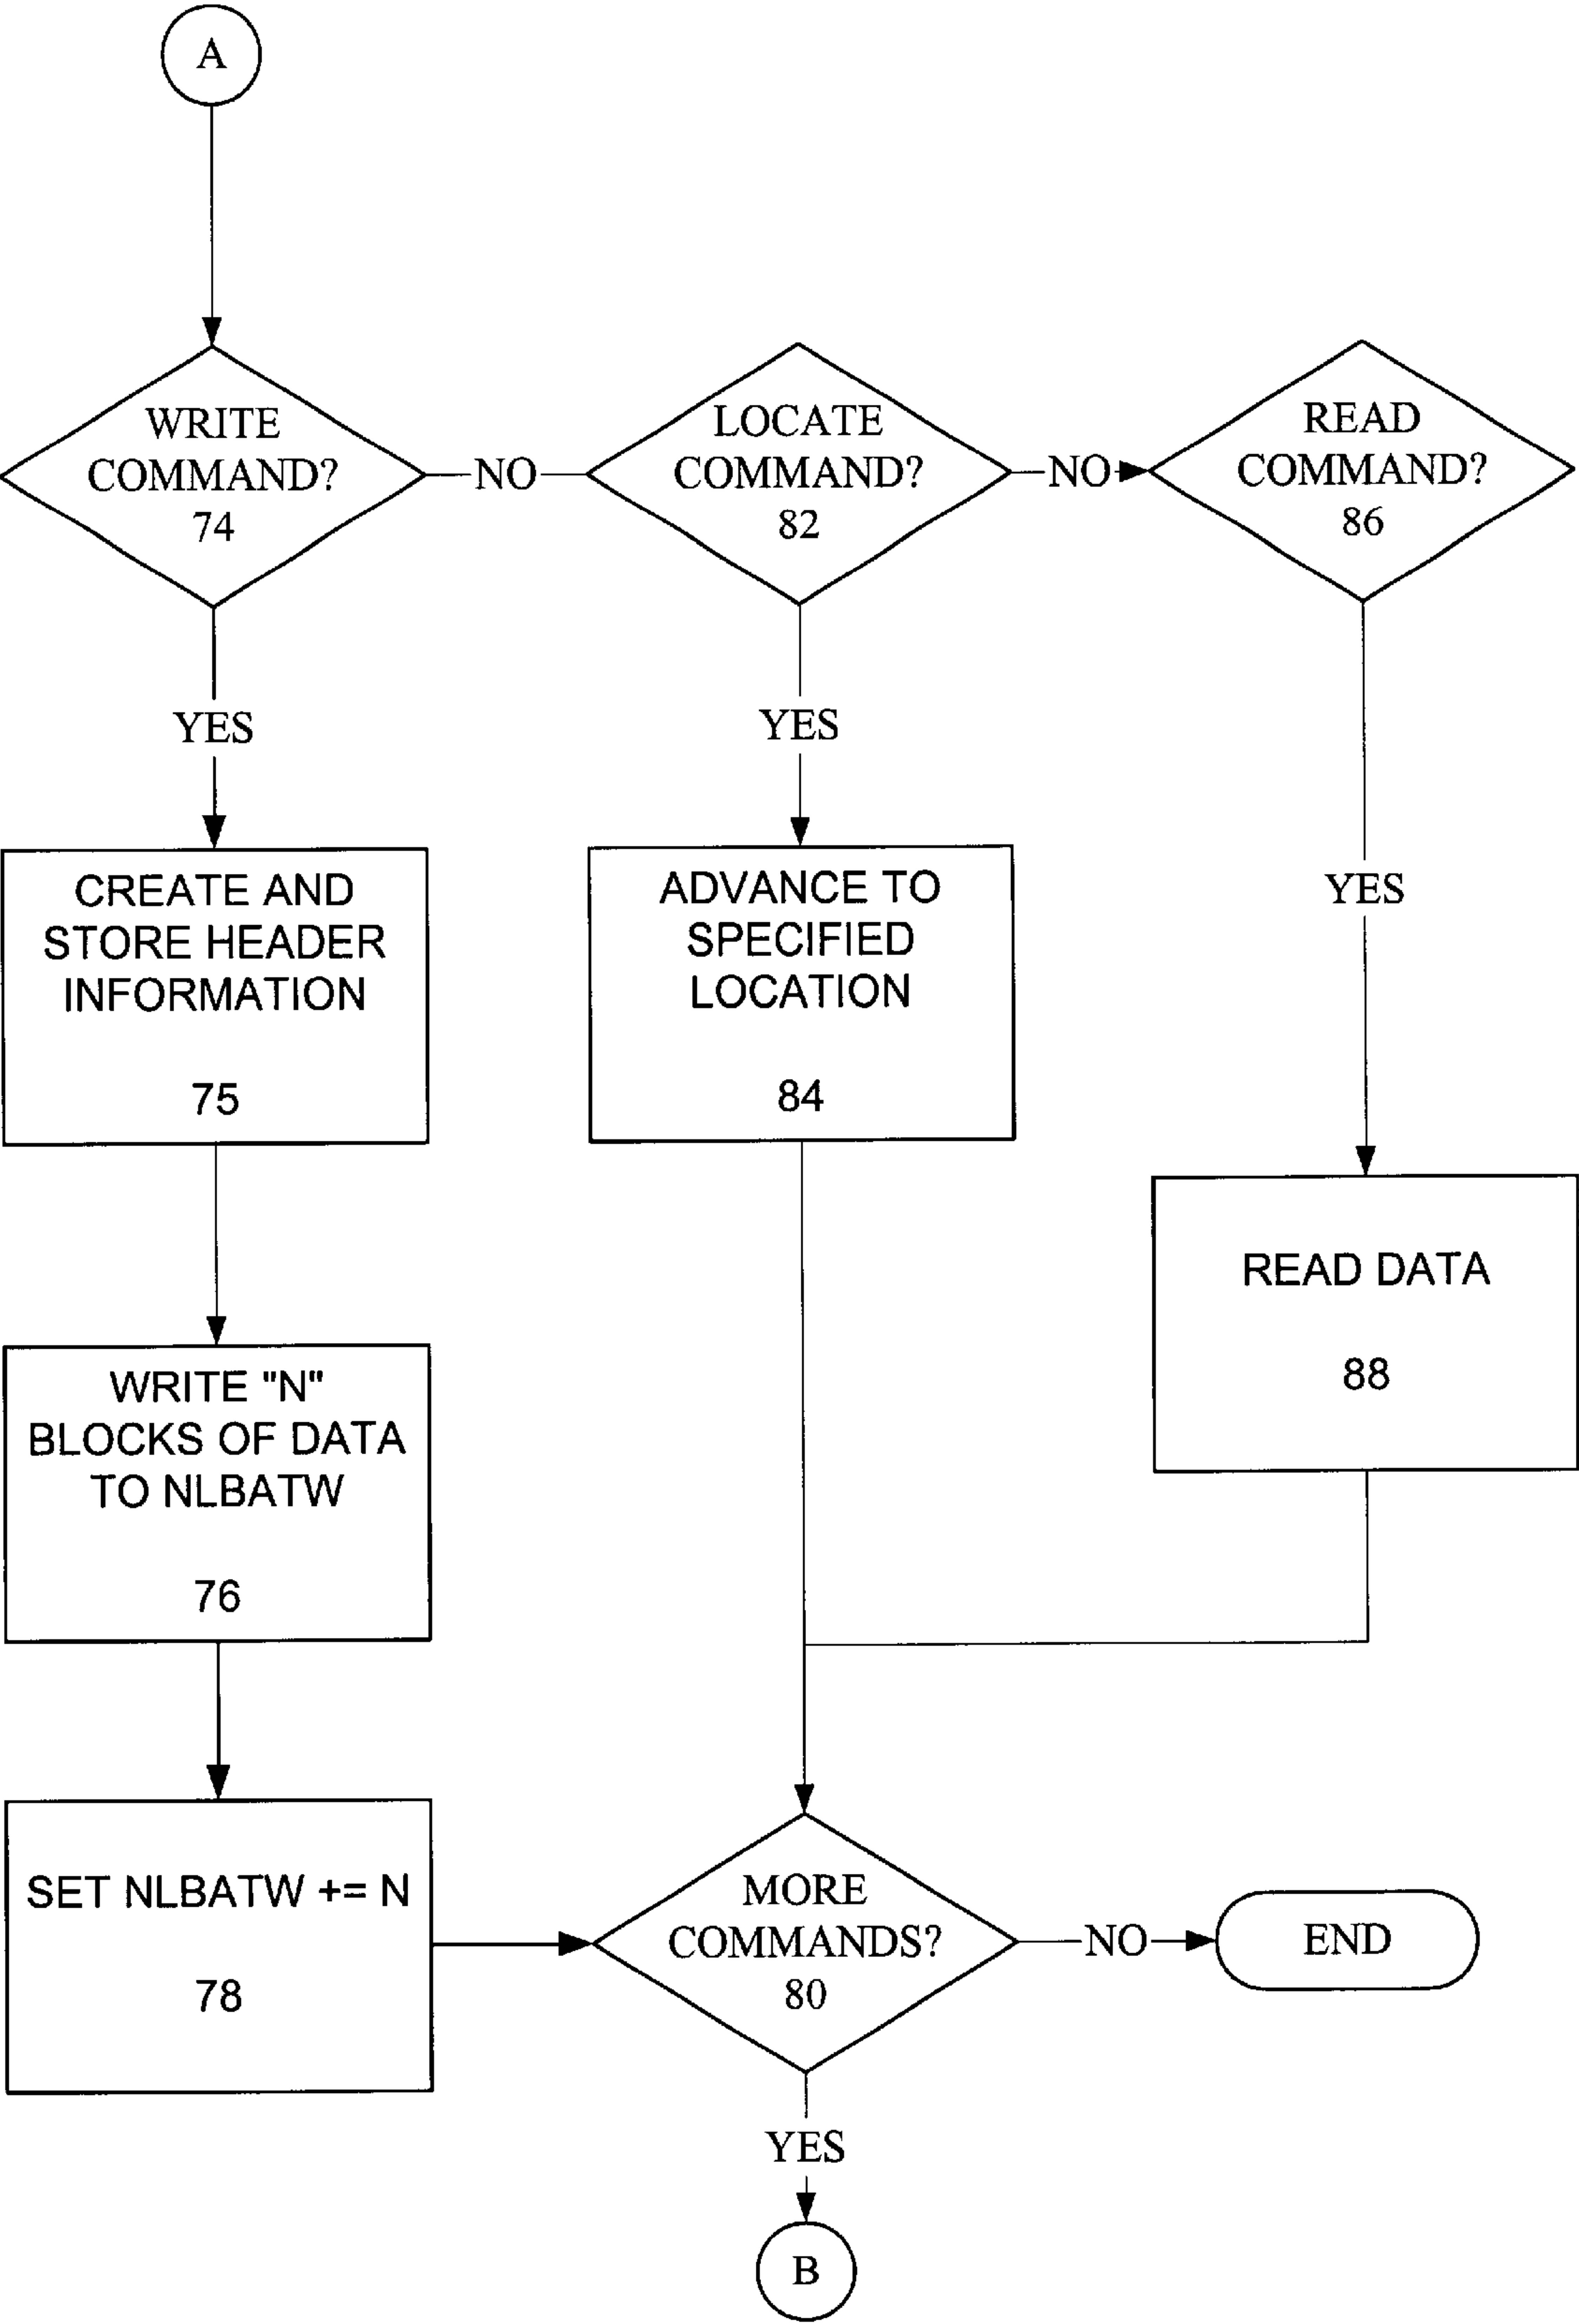 A
WRITE
COMMAND?
74
NO
LOCATE
COMMAND?
82
NO
READ
COMMAND?
86
YES
YES
YES
CREATE AND
STORE HEADER
INFORMATION
75
ADVANCE TO
SPECIFIED
LOCATION
84
READ DATA
88
WRITE "N"
BLOCKS OF DATA
TO NLBATW
76
SET NLBATW += N
78
MORE
COMMANDS?
80
NO
END
YES
B